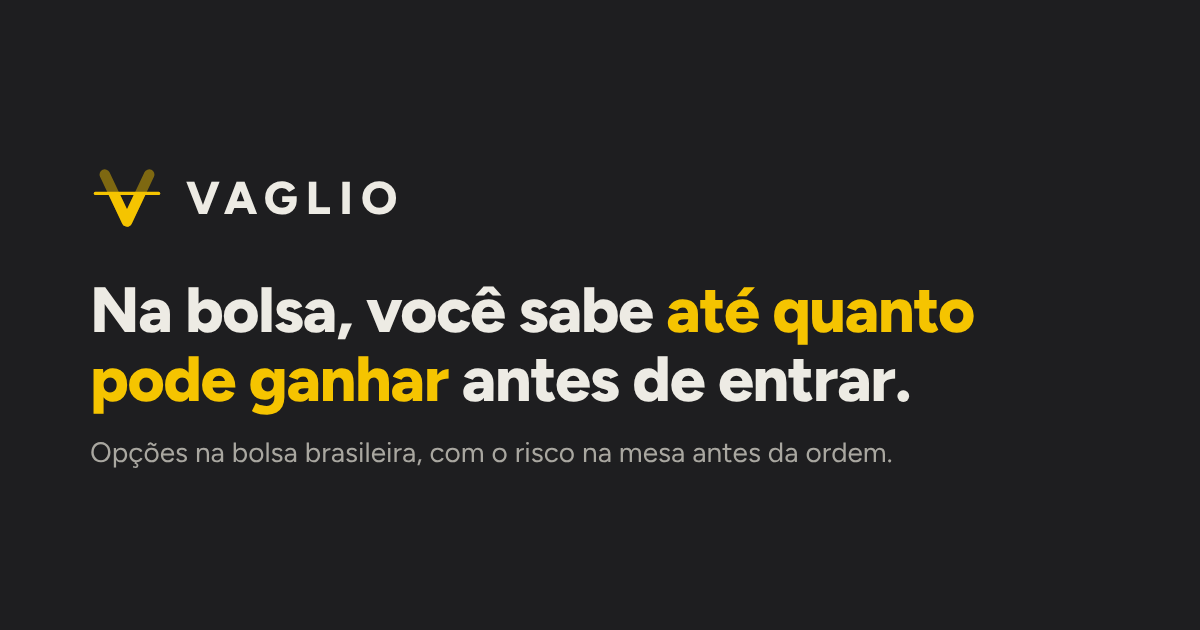 VAGLIO
Na bolsa, você sabe até quanto
pode ganhar antes de entrar.
Opções na bolsa brasileira, com o risco na mesa antes da ordem.